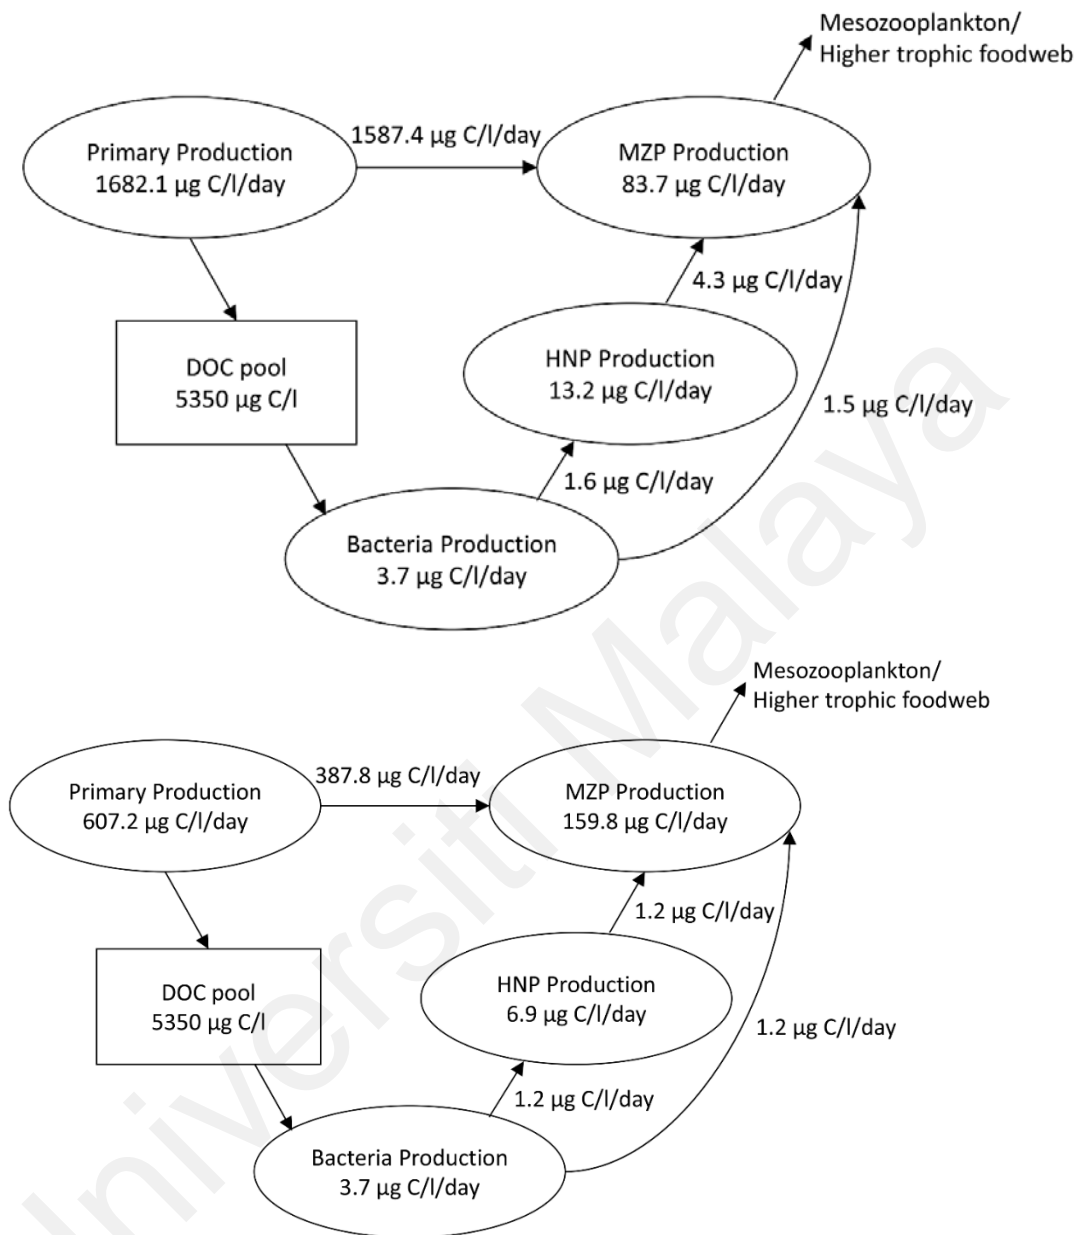 Mesozooplankton/
Higher trophic foodweb
1587.4 µg C/l/day
Primary Production
1682.1 µg C/l/day
MZP Production
83.7 µg C/l/day
4.3 µg C/l/day
DOC pool
5350 µg C/l
HNP Production
13.2 µg C/l/day
1.5 µg C/l/day
1.6 µg C/l/day
Bacteria Production
3.7 µg C/l/day
Mesozooplankton/
Higher trophic foodweb
387.8 µg C/l/day
Primary Production
607.2 µg C/l/day
MZP Production
159.8 µg C/l/day
1.2 µg C/l/day
DOC pool
5350 µg C/l
HNP Production
6.9 µg C/l/day
1.2 µg C/l/day
1.2 µg C/l/day
Bacteria Production
3.7 µg C/l/day
Universiti Malaya